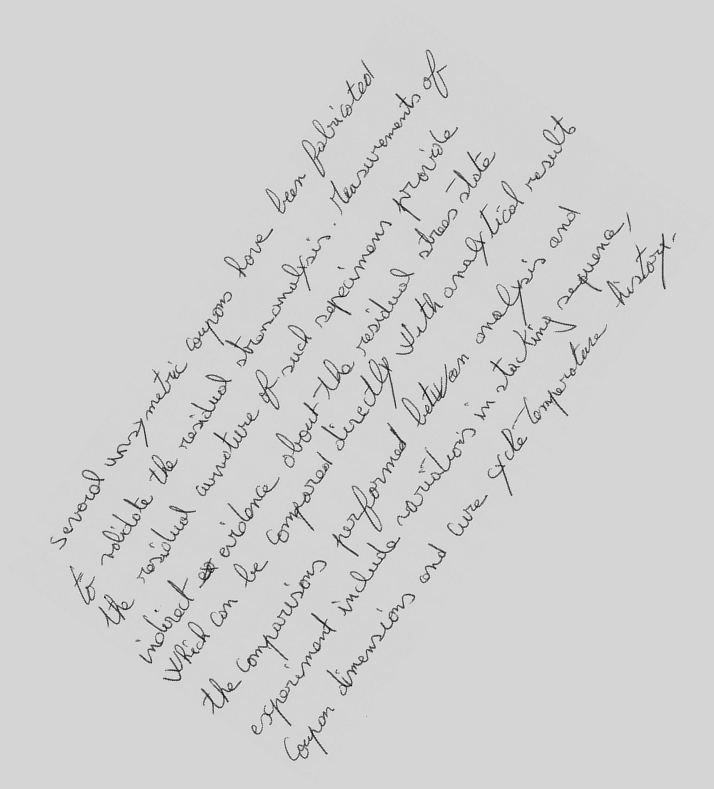 Several unsymetric coupons have been fabricated
to validate the residual stress analysis. Measurements of
the residual curvature of such specimens provide
indirect evidence about the residual stress state
which can be compared directly with analytical results
the comparisons performed between analysis and
experiment include variations in stacking sequence,
Coupon dimensions and cure cycle temperature history.